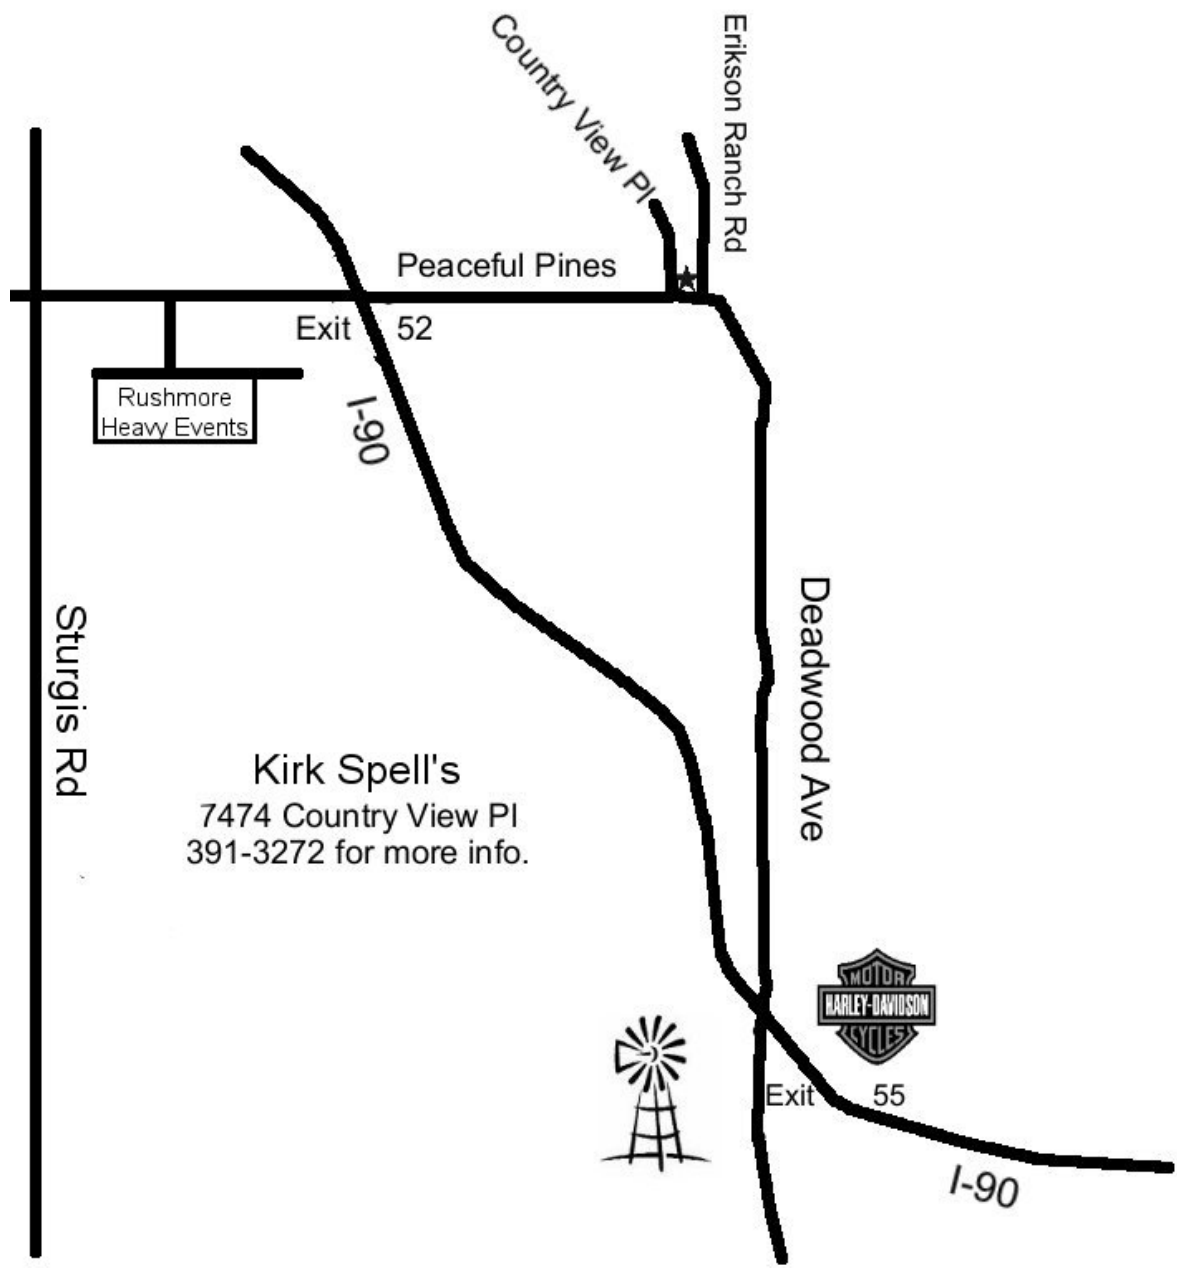 Country View Pl
Erikson Ranch Rd
Peaceful Pines
Exit 52
Rushmore
Heavy Events
I-90
Sturgis Rd
Deadwood Ave
Kirk Spell's
7474 Country View Pl
391-3272 for more info.
MOTOR
HARLEY-DAVIDSON
CYCLES
Exit 55
I-90